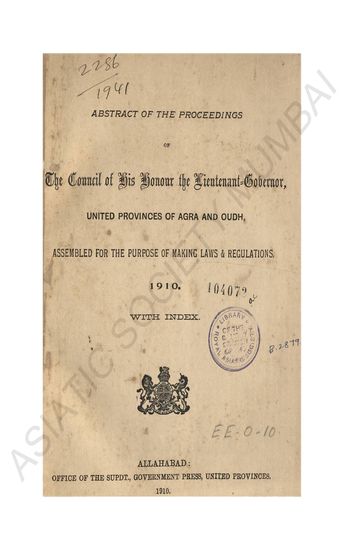 2286
/1941
ABSTRACT OF THE PROCEEDINGS
OF
The Council of His Honour the Lieutenant-Governor,
UNITED PROVINCES OF AGRA AND OUDH,
ASSEMBLED FOR THE PURPOSE OF MAKING LAWS & REGULATIONS.
1910.
104072
WITH INDEX.
LIBRARY
B.2879
EE-0-10
ALLAHABAD:
OFFICE OF THE SUPDT., GOVERNMENT PRESS, UNITED PROVINCES.
1910.
ASIATIC SOCIETY MUMBAI